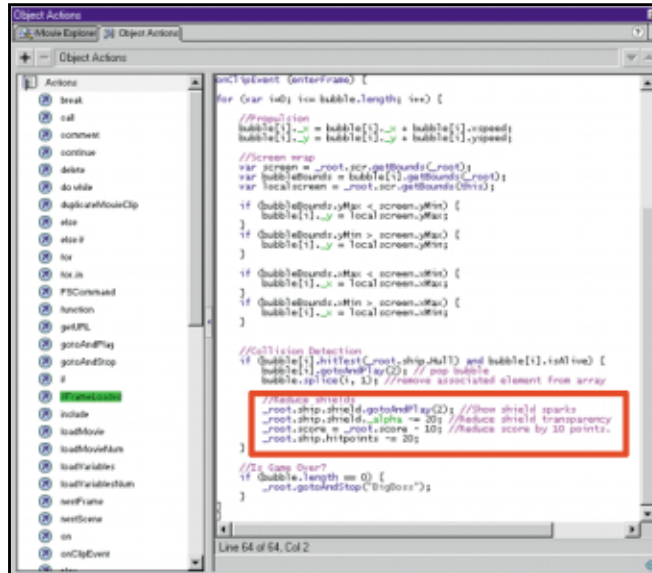 Object Actions
Movie Explorer Object Actions
Object Actions
Actions
break
call
comment
continue
delete
do while
duplicateMovieClip
else
else if
for
for..in
FSCommand
function
getURL
gotoAndPlay
gotoAndStop
if
ifFrameLoaded
include
loadMovie
loadMovieNum
loadVariables
loadVariablesNum
nextFrame
nextScene
on
onClipEvent
onClipEvent (enterFrame) {
for (var i=0; i<= bubble.length; i++) {
//Propulsion
bubble[i]._x = bubble[i]._x + bubble[i].xspeed;
bubble[i]._y = bubble[i]._y + bubble[i].yspeed;
//Screen wrap
var screen = _root.scr.getBounds(_root);
var bubbleBounds = bubble[i].getBounds(_root);
var localscreen = _root.scr.getBounds(this);
if (bubbleBounds.yMax < screen.yMin) {
bubble[i]._y = localscreen.yMax;
}
if (bubbleBounds.yMin > screen.yMax) {
bubble[i]._y = localscreen.yMin;
}
if (bubbleBounds.xMax < screen.xMin) {
bubble[i]._x = localscreen.xMax;
}
if (bubbleBounds.xMin > screen.xMax) {
bubble[i]._x = localscreen.xMin;
}
//Collision Detection
if (bubble[i].hitTest(_root.ship.Hull) and bubble[i].isAlive) {
bubble[i].gotoAndPlay(2); // pop bubble
bubble.splice(i, 1); //remove associated element from array
//Reduce shields
_root.ship.shield.gotoAndPlay(2); //Show shield sparks
_root.ship.shield._alpha -= 20; //Reduce shield transparency
_root.score = _root.score - 10; //Reduce score by 10 points.
_root.ship.hitpoints -= 20;
}
//Is Game Over?
if (bubble.length == 0) {
_root.gotoAndStop("BigBoss");
}
}
}
Line 64 of 64, Col 2